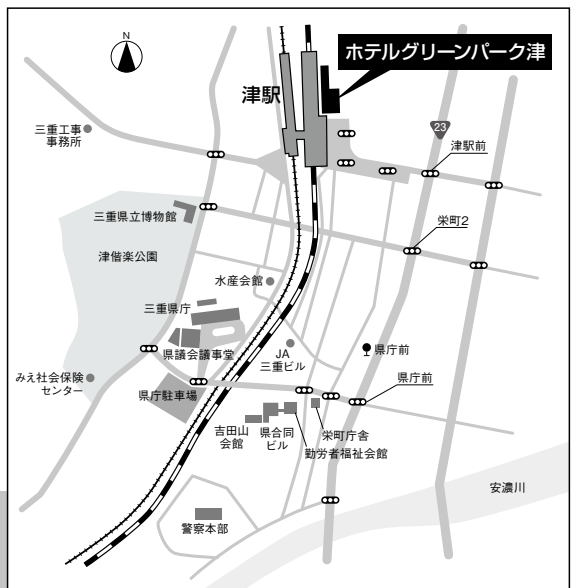 N
ホテルグリーンパーク津
津駅
三重工事
事務所
23
津駅前
三重県立博物館
栄町2
津偕楽公園
水産会館
三重県庁
県議会議事堂
JA
三重ビル
県庁前
みえ社会保険
センター
県庁駐車場
県庁前
吉田山
会館
県合同
ビル
栄町庁舎
勤労者福祉会館
安濃川
警察本部